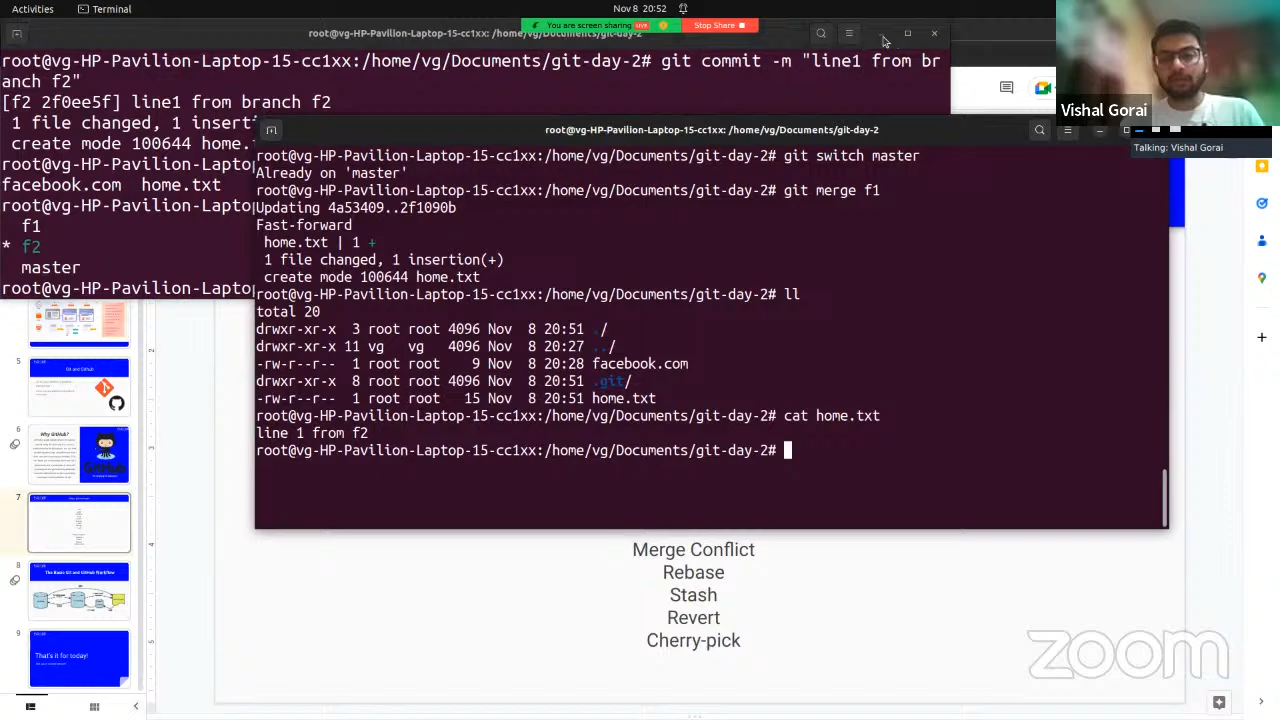 Activities
Terminal
Nov 8 20:52
You are screen sharing
LIVE
Stop Share
root@vg-HP-Pavilion-Laptop-15-cc1xx: /home/vg/Documents/git-day-2
root@vg-HP-Pavilion-Laptop-15-cc1xx:/home/vg/Documents/git-day-2# git commit -m "line1 from br
anch f2"
[f2 2f0ee5f] line1 from branch f2
1 file changed, 1 inserti
create mode 100644 home.
root@vg-HP-Pavilion-Lapto
facebook.com  home.txt
root@vg-HP-Pavilion-Lapto
f1
* f2
master
root@vg-HP-Pavilion-Lapto
Vishal Gorai
Talking: Vishal Gorai
root@vg-HP-Pavilion-Laptop-15-cc1xx: /home/vg/Documents/git-day-2
root@vg-HP-Pavilion-Laptop-15-cc1xx:/home/vg/Documents/git-day-2# git switch master
Already on 'master'
root@vg-HP-Pavilion-Laptop-15-cc1xx:/home/vg/Documents/git-day-2# git merge f1
Updating 4a53409..2f1090b
Fast-forward
home.txt | 1 +
1 file changed, 1 insertion(+)
create mode 100644 home.txt
root@vg-HP-Pavilion-Laptop-15-cc1xx:/home/vg/Documents/git-day-2# ll
total 20
drwxr-xr-x  3 root root 4096 Nov  8 20:51 ./
drwxr-xr-x 11 vg   vg   4096 Nov  8 20:27 ../
-rw-r--r--  1 root root    9 Nov  8 20:28 facebook.com
drwxr-xr-x  8 root root 4096 Nov  8 20:51 .git/
-rw-r--r--  1 root root   15 Nov  8 20:51 home.txt
root@vg-HP-Pavilion-Laptop-15-cc1xx:/home/vg/Documents/git-day-2# cat home.txt
line 1 from f2
root@vg-HP-Pavilion-Laptop-15-cc1xx:/home/vg/Documents/git-day-2#
5
Git and Github
6
Why GitHub?
GitHub
7
8
The Basic Git and GitHub Workflow
9
That's it for today!
2
3
4
5
Merge Conflict
Rebase
Stash
Revert
Cherry-pick
zoom